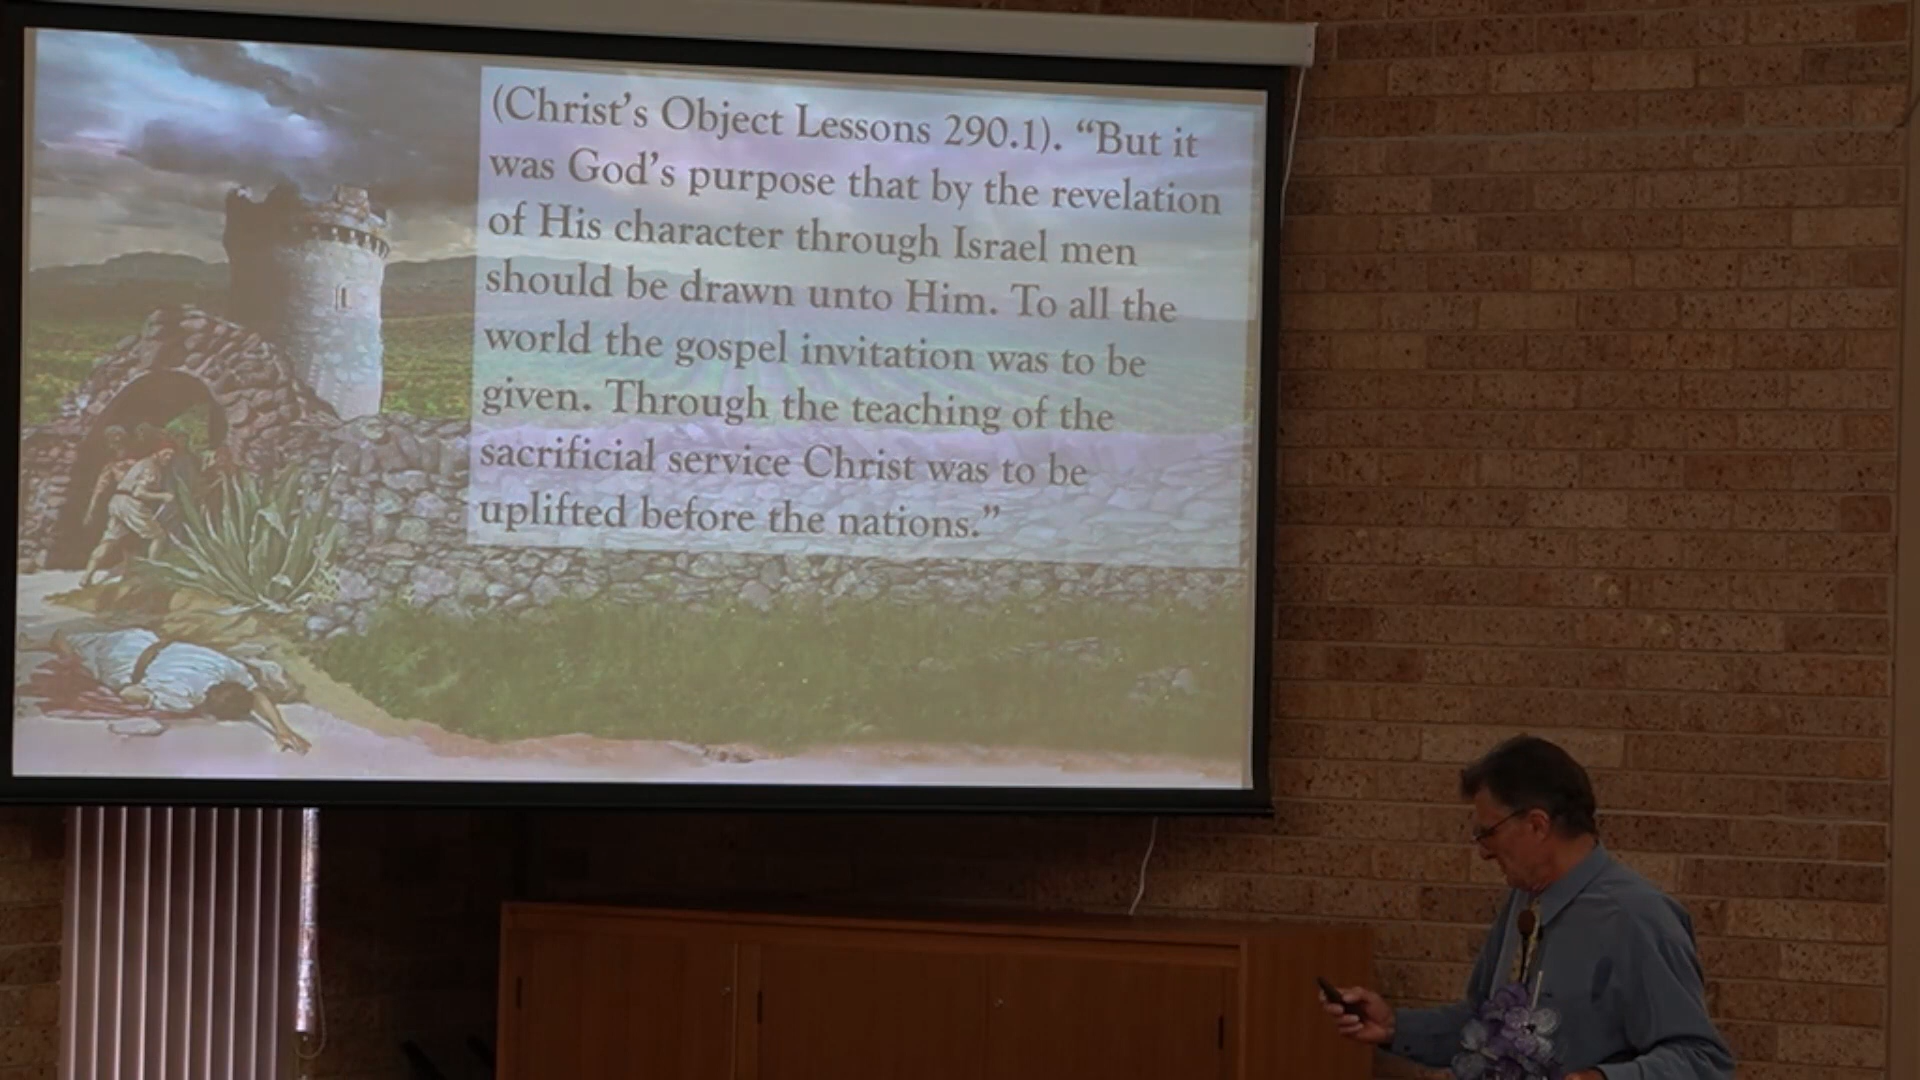 (Christ's Object Lessons 290.1). “But it
was God's purpose that by the revelation
of His character through Israel men
should be drawn unto Him. To all the
world the gospel invitation was to be
given. Through the teaching of the
sacrificial service Christ was to be
uplifted before the nations.”